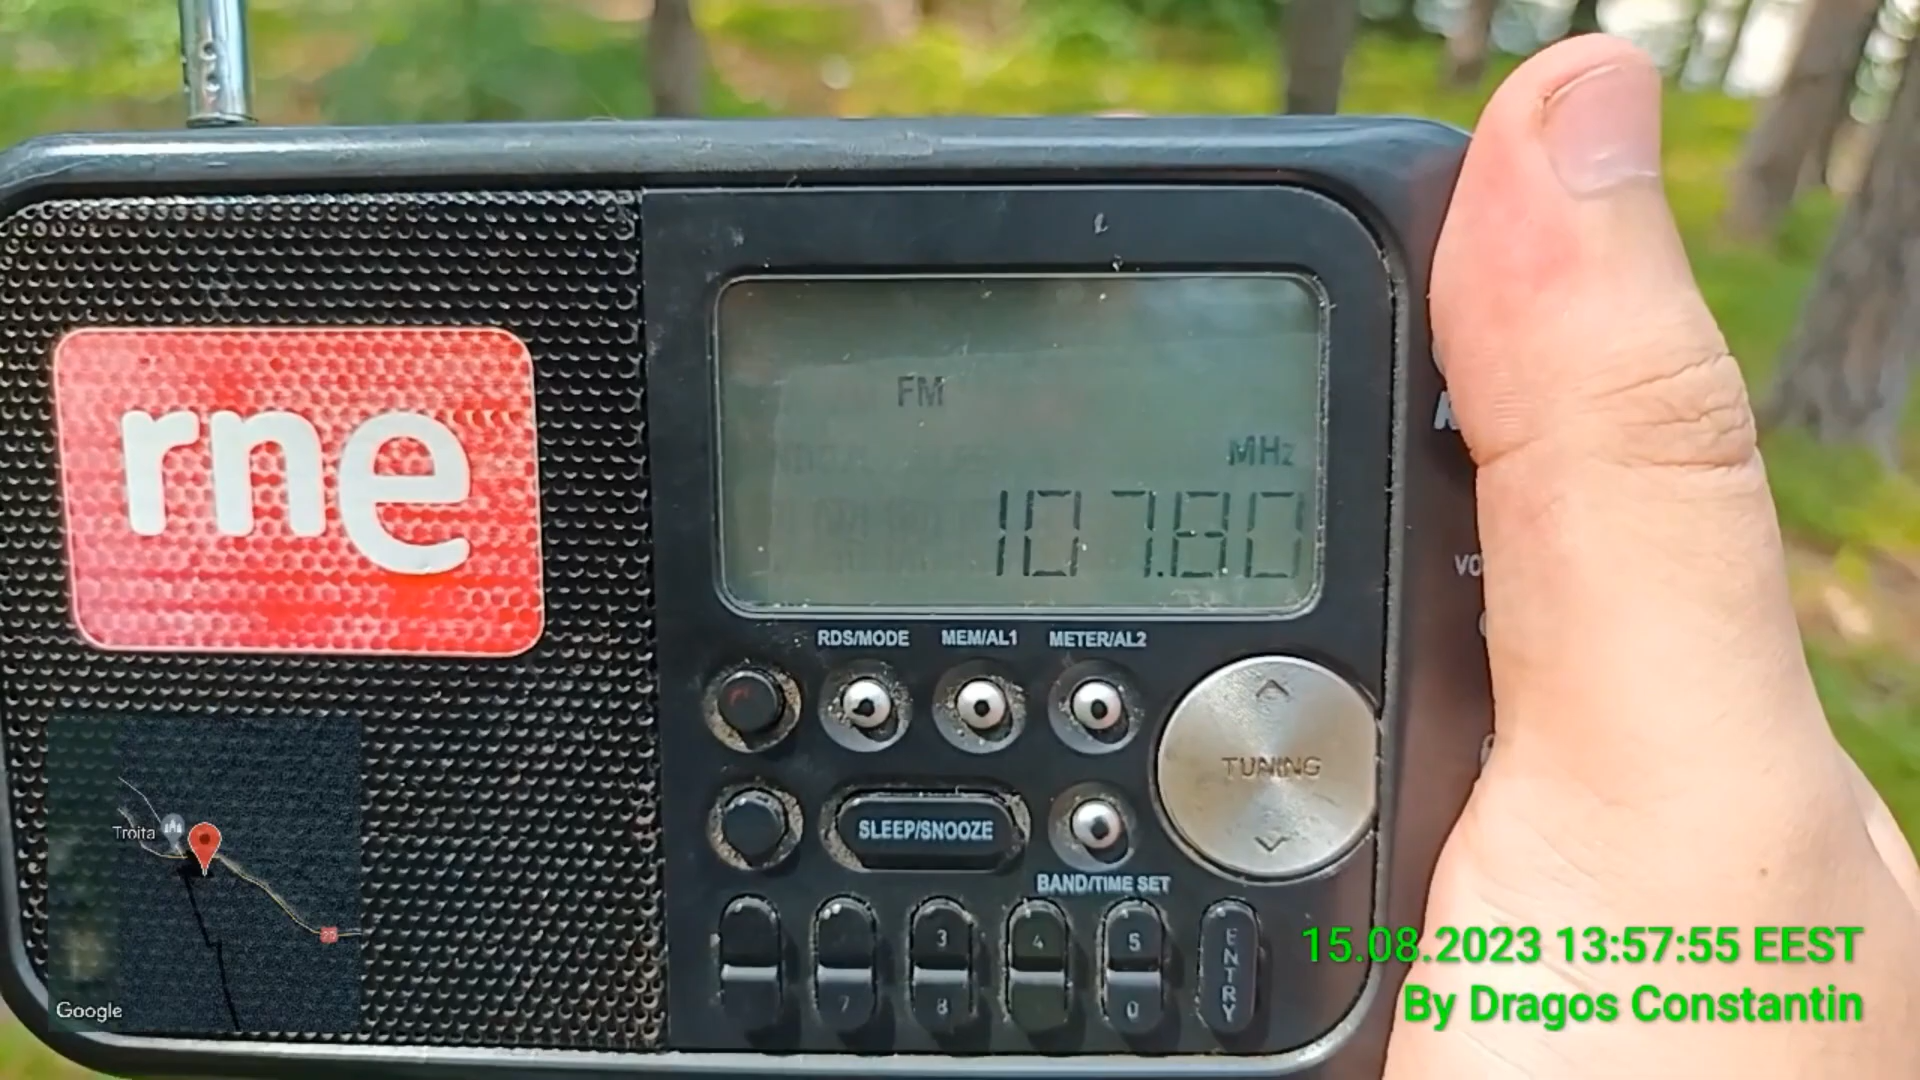 rne
FM
MHz
107.80
RDS/MODE
MEM/AL1
METER/AL2
TUNING
SLEEP/SNOOZE
BAND/TIME SET
3
4
5
ENTRY
7
8
0
VO
Troita
Google
15.08.2023 13:57:55 EEST
By Dragos Constantin